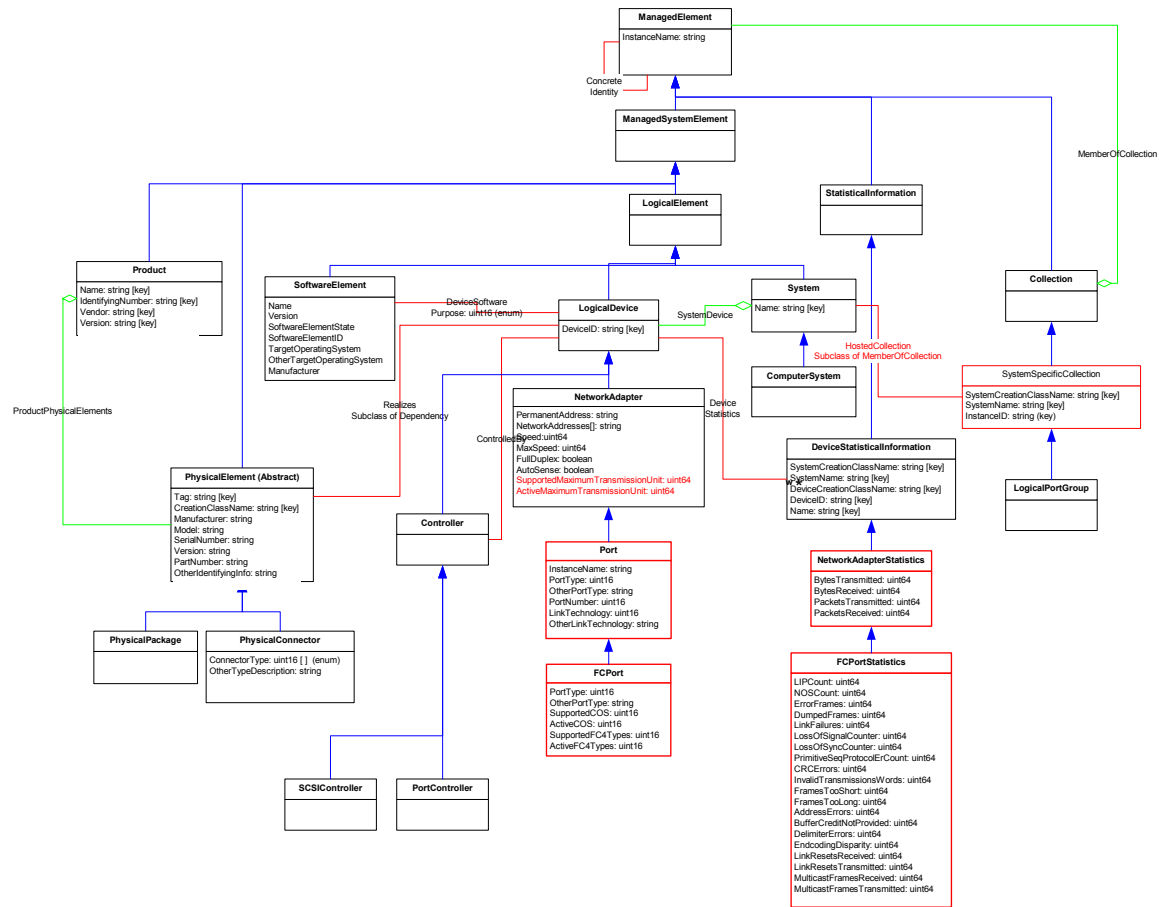 ManagedElement
InstanceName: string
Concrete
Identity
ManagedSystemElement
MemberOfCollection
LogicalElement
StatisticalInformation
Product
Name: string [key]
IdentifyingNumber: string [key]
Vendor: string [key]
Version: string [key]
SoftwareElement
Name
Version
SoftwareElementState
SoftwareElementID
TargetOperatingSystem
OtherTargetOperatingSystem
Manufacturer
DeviceSoftware
Purpose: uint16 (enum)
LogicalDevice
DeviceID: string [key]
SystemDevice
System
Name: string [key]
Collection
HostedCollection
Subclass of MemberOfCollection
ComputerSystem
SystemSpecificCollection
SystemCreationClassName: string [key]
SystemName: string [key]
InstanceID: string (key)
ProductPhysicalElements
Realizes
Subclass of Dependency
ControlledBy
NetworkAdapter
PermanentAddress: string
NetworkAddresses[]: string
Speed:uint64
MaxSpeed: uint64
FullDuplex: boolean
AutoSense: boolean
SupportedMaximumTransmissionUnit: uint64
ActiveMaximumTransmissionUnit: uint64
Device
Statistics
DeviceStatisticalInformation
SystemCreationClassName: string [key]
SystemName: string [key]
DeviceCreationClassName: string [key]
DeviceID: string [key]
Name: string [key]
LogicalPortGroup
PhysicalElement (Abstract)
Tag: string [key]
CreationClassName: string [key]
Manufacturer: string
Model: string
SerialNumber: string
Version: string
PartNumber: string
OtherIdentifyingInfo: string
Controller
Port
InstanceName: string
PortType: uint16
OtherPortType: string
PortNumber: uint16
LinkTechnology: uint16
OtherLinkTechnology: string
NetworkAdapterStatistics
BytesTransmitted: uint64
BytesReceived: uint64
PacketsTransmitted: uint64
PacketsReceived: uint64
PhysicalPackage
PhysicalConnector
ConnectorType: uint16 [ ] (enum)
OtherTypeDescription: string
FCPort
PortType: uint16
OtherPortType: string
SupportedCOS: uint16
ActiveCOS: uint16
SupportedFC4Types: uint16
ActiveFC4Types: uint16
FCPortStatistics
LIPCount: uint64
NOSCount: uint64
ErrorFrames: uint64
DumpedFrames: uint64
LinkFailures: uint64
LossOfSignalCounter: uint64
LossOfSyncCounter: uint64
PrimitiveSeqProtocolErCount: uint64
CRCErrors: uint64
InvalidTransmissionsWords: uint64
FramesTooShort: uint64
FramesTooLong: uint64
AddressErrors: uint64
BufferCreditNotProvided: uint64
DelimiterErrors: uint64
EndcodingDisparity: uint64
LinkResetsReceived: uint64
LinkResetsTransmitted: uint64
MulticastFramesReceived: uint64
MulticastFramesTransmitted: uint64
SCSIController
PortController